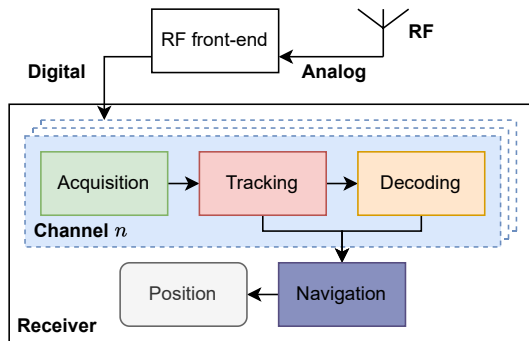 RF front-end
RF
Digital
Analog
Acquisition
Tracking
Decoding
Channel n
Position
Navigation
Receiver